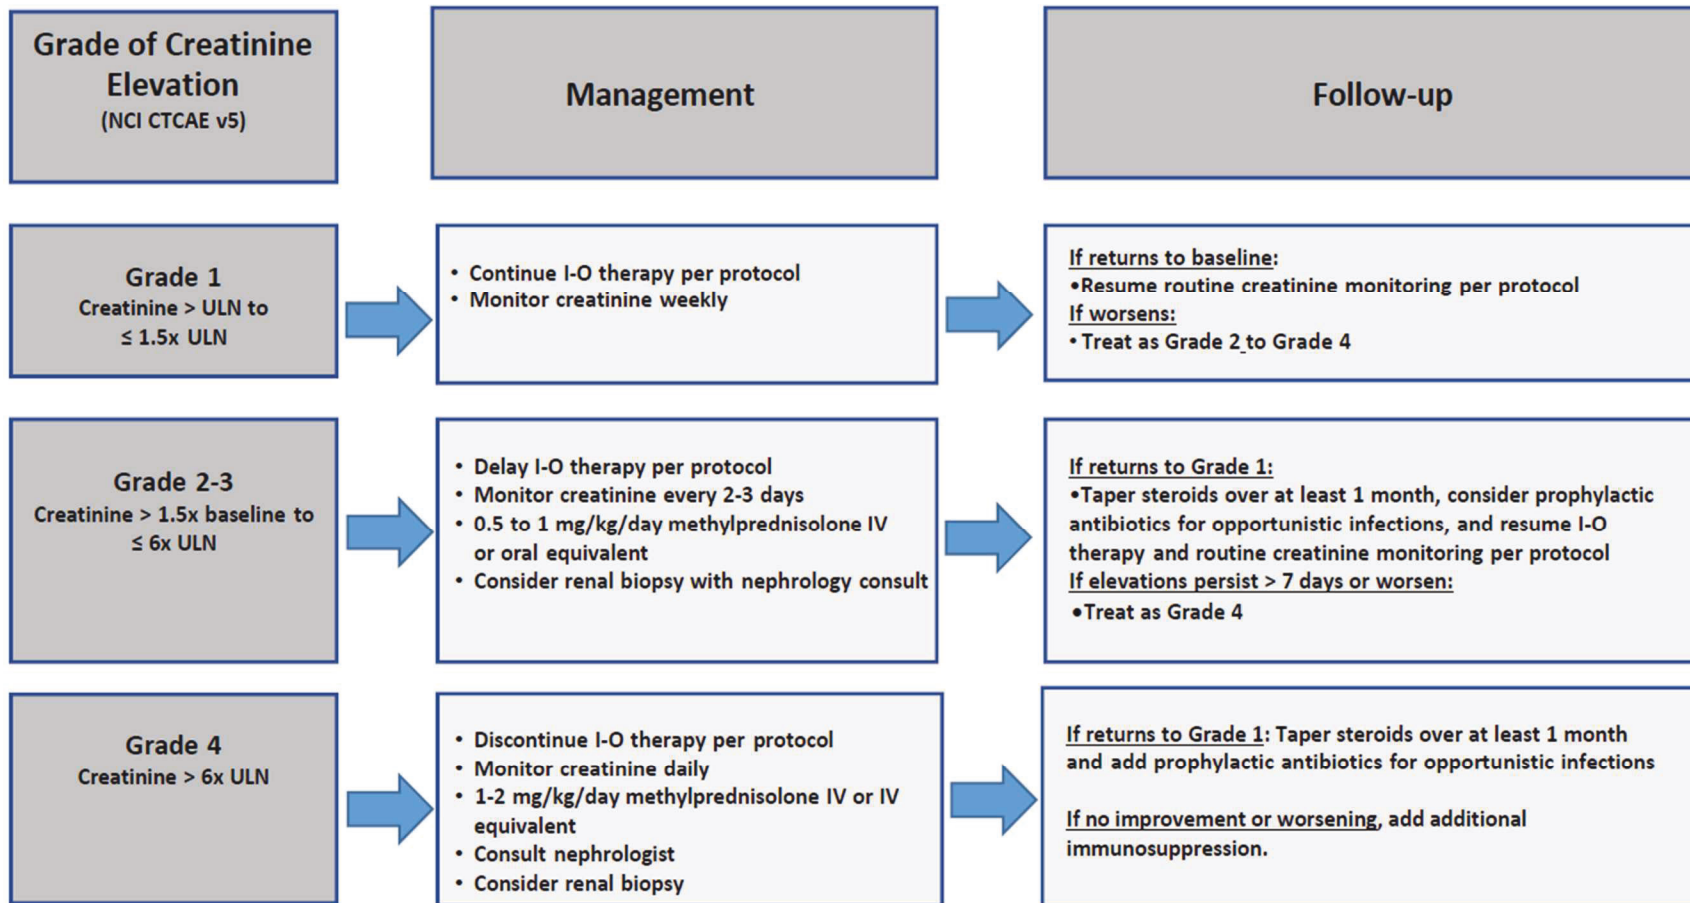 Grade of Creatinine
Elevation
(NCI CTCAE v5)
Management
Follow-up
Grade 1
Creatinine > ULN to
≤ 1.5x ULN
• Continue I-O therapy per protocol
• Monitor creatinine weekly
If returns to baseline:
•Resume routine creatinine monitoring per protocol
If worsens:
• Treat as Grade 2 to Grade 4
Grade 2-3
Creatinine > 1.5x baseline to
≤ 6x ULN
• Delay I-O therapy per protocol
• Monitor creatinine every 2-3 days
• 0.5 to 1 mg/kg/day methylprednisolone IV
or oral equivalent
• Consider renal biopsy with nephrology consult
If returns to Grade 1:
•Taper steroids over at least 1 month, consider prophylactic
antibiotics for opportunistic infections, and resume I-O
therapy and routine creatinine monitoring per protocol
If elevations persist > 7 days or worsen:
•Treat as Grade 4
Grade 4
Creatinine > 6x ULN
• Discontinue I-O therapy per protocol
• Monitor creatinine daily
• 1-2 mg/kg/day methylprednisolone IV or IV
equivalent
• Consult nephrologist
• Consider renal biopsy
If returns to Grade 1: Taper steroids over at least 1 month
and add prophylactic antibiotics for opportunistic infections
If no improvement or worsening, add additional
immunosuppression.